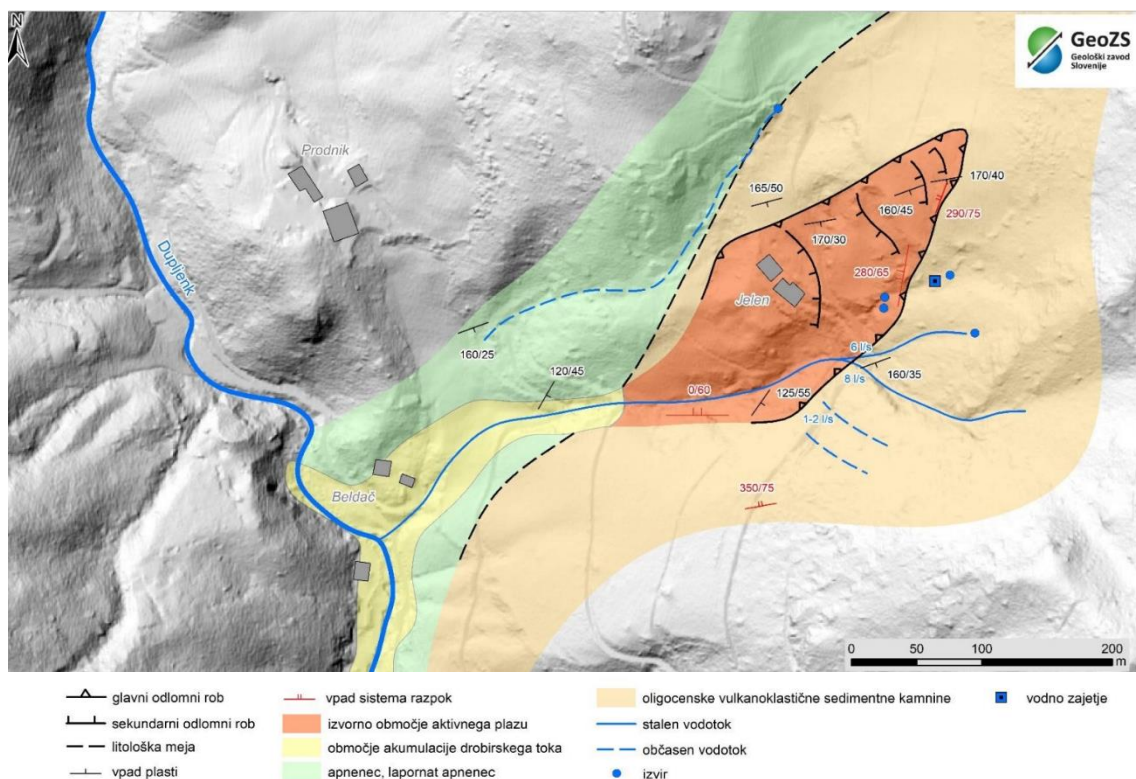 N
GeoZS
Geološki zavod
Slovenije
Prodnik
Dupljenk
165/50
170/40
160/45
290/75
170/30
280/65
Jelen
160/25
120/45
6 l/s
0/60
125/55
8 l/s
160/35
1-2 l/s
Beldač
350/75
0 50 100 200
m
glavni odlomni rob
sekundarni odlomni rob
litološka meja
vpad plasti
vpad sistema razpok
izvorno območje aktivnega plazu
območje akumulacije drobirskega toka
apnenec, lapornat apnenec
oligocenske vulkanoklastične sedimentne kamnine
stalen vodotok
občasen vodotok
izvir
vodno zajetje